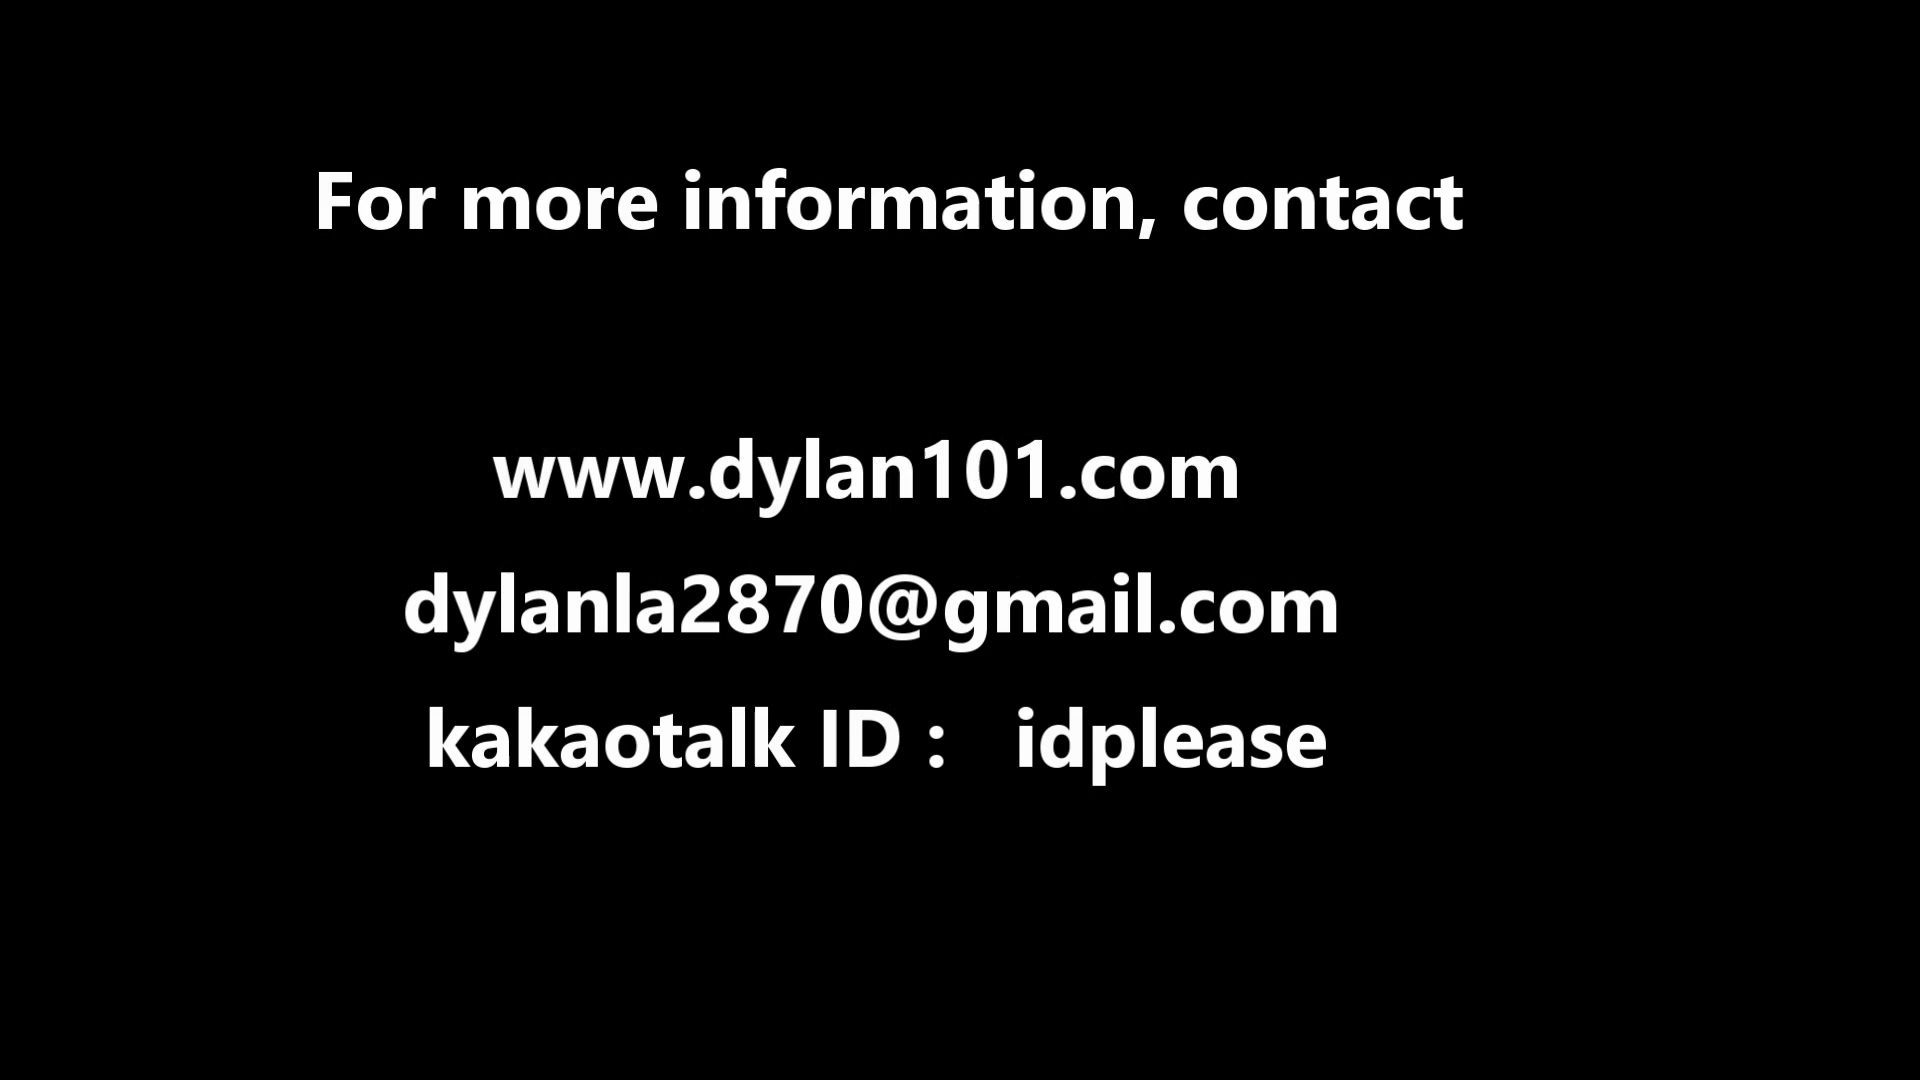 For more information, contact
www.dylan101.com
dylanla2870@gmail.com
kakaotalk ID :   idplease